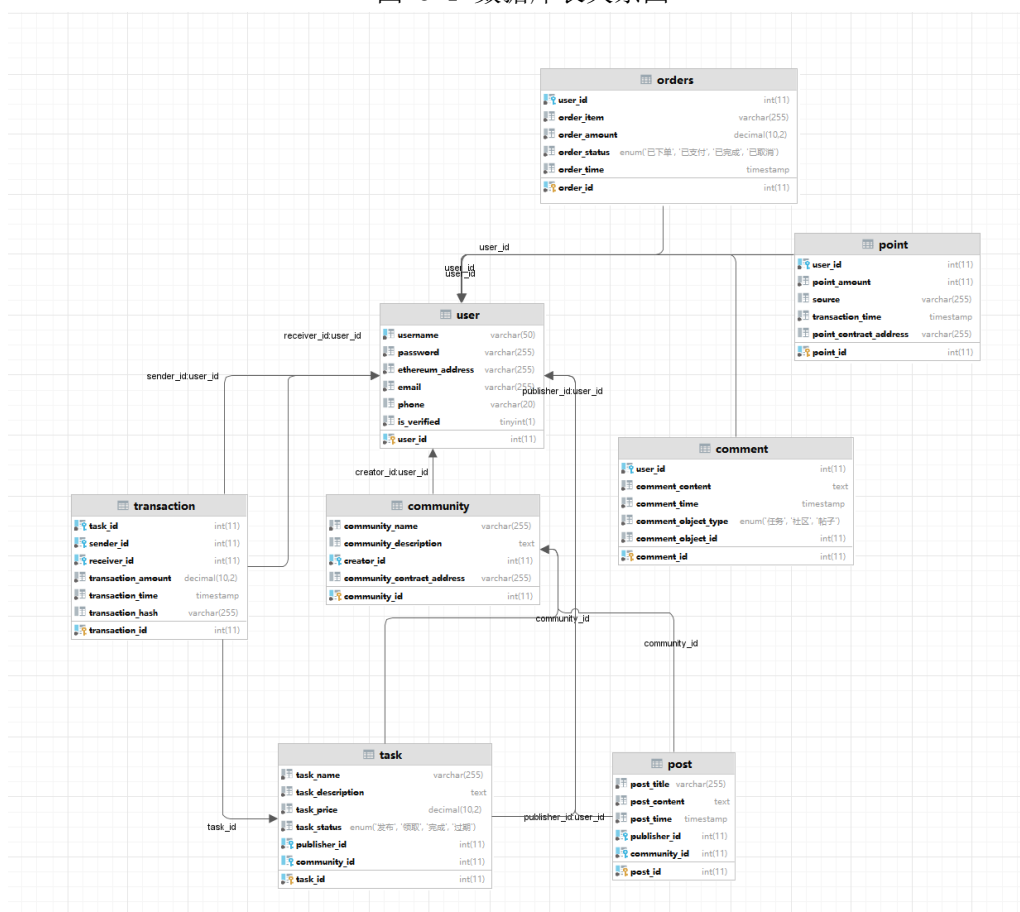 orders
user_id int(11)
order_item varchar(255)
order_amount decimal(10,2)
order_status enum('已下单', '已支付', '已完成', '已取消')
order_time timestamp
order_id int(11)
user_id
user_id
user_id
point
user_id int(11)
point_amount int(11)
source varchar(255)
transaction_time timestamp
point_contract_address varchar(255)
point_id int(11)
user
username varchar(50)
password varchar(255)
ethereum_address varchar(255)
email varchar(255)
phone varchar(20)
is_verified tinyint(1)
user_id int(11)
receiver_id:user_id
sender_id:user_id
publisher_id:user_id
creator_id:user_id
comment
user_id int(11)
comment_content text
comment_time timestamp
comment_object_type enum('任务', '社区', '帖子')
comment_object_id int(11)
comment_id int(11)
transaction
task_id int(11)
sender_id int(11)
receiver_id int(11)
transaction_amount decimal(10,2)
transaction_time timestamp
transaction_hash varchar(255)
transaction_id int(11)
community
community_name varchar(255)
community_description text
creator_id int(11)
community_contract_address varchar(255)
community_id int(11)
community_id
community_id
task
task_name varchar(255)
task_description text
task_price decimal(10,2)
task_status enum('发布', '领取', '完成', '过期')
publisher_id int(11)
community_id int(11)
task_id int(11)
task_id
publisher_id:user_id
post
post_title varchar(255)
post_content text
post_time timestamp
publisher_id int(11)
community_id int(11)
post_id int(11)